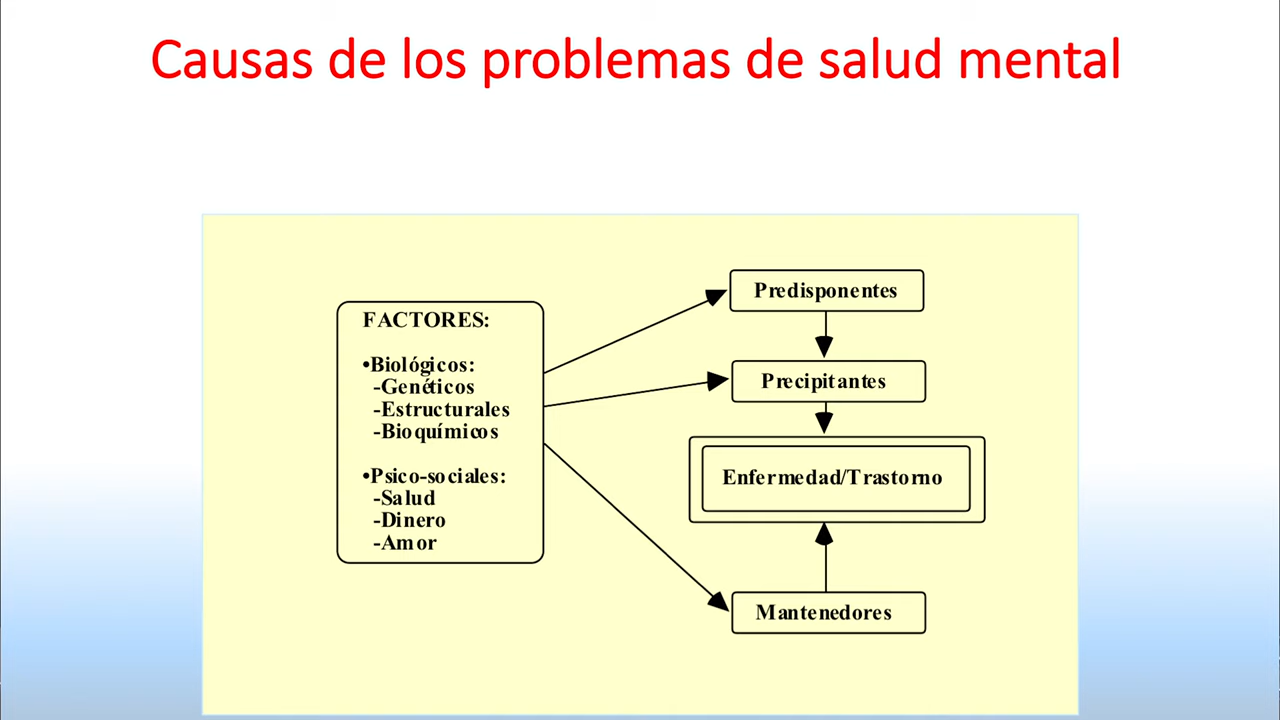 Causas de los problemas de salud mental
FACTORES:
•Biológicos:
-Genéticos
-Estructurales
-Bioquímicos
•Psico-sociales:
-Salud
-Dinero
-Amor
Predisponentes
Precipitantes
Enfermedad/Trastorno
Mantenedores